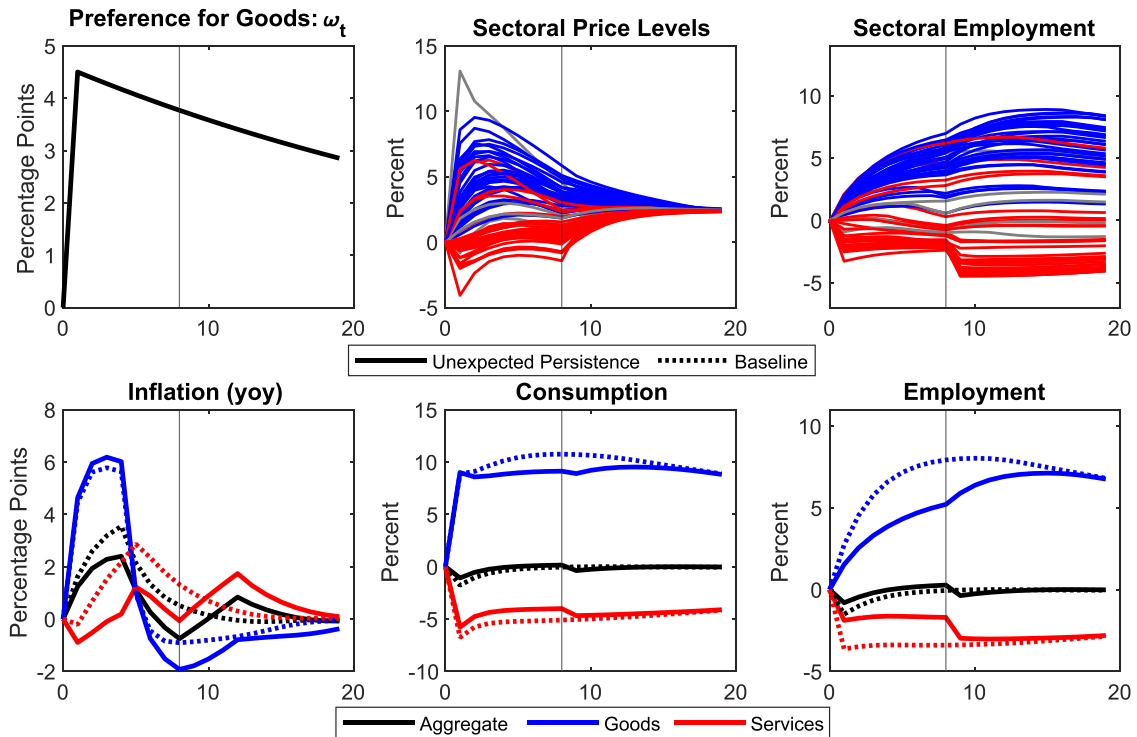 Preference for Goods: ωt
Sectoral Price Levels
Sectoral Employment
Percentage Points
5
4
3
2
1
0
0 10 20
Percent
15
10
5
0
-5
0 10 20
Percent
10
5
0
-5
0 10 20
Unexpected Persistence Baseline
Inflation (yoy)
Consumption
Employment
Percentage Points
8
6
4
2
0
-2
0 10 20
Percent
15
10
5
0
-5
-10
0 10 20
Percent
10
5
0
-5
0 10 20
Aggregate Goods Services